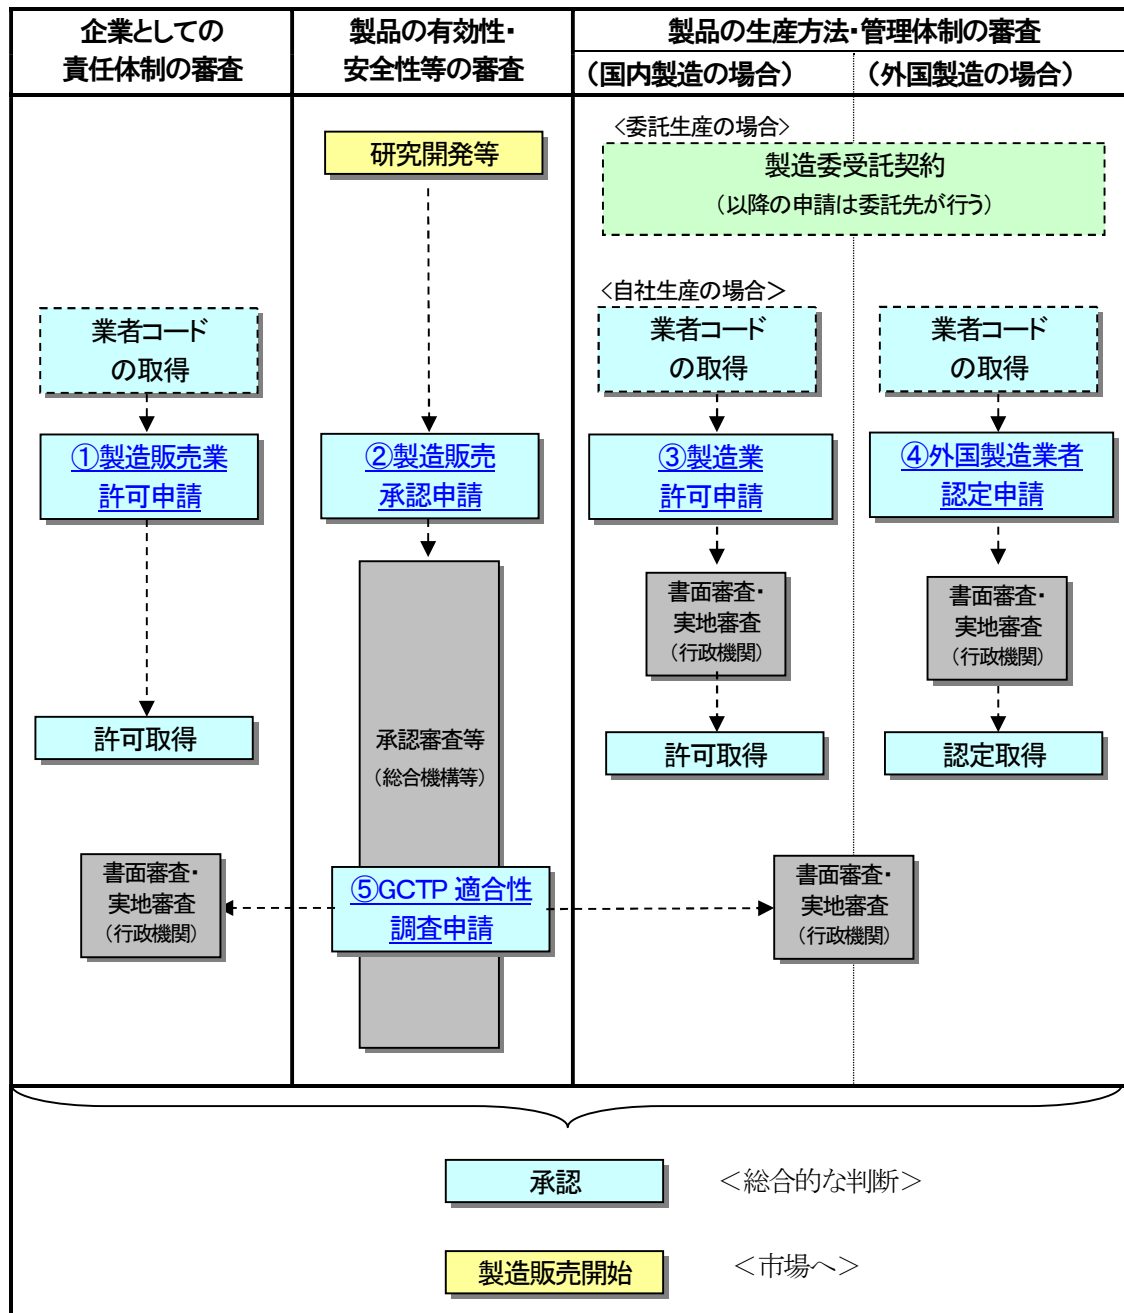 企業としての
責任体制の審査
製品の有効性・
安全性等の審査
製品の生産方法・管理体制の審査
（国内製造の場合）
（外国製造の場合）
研究開発等
<委託生産の場合>
製造委受託契約
（以降の申請は委託先が行う）
<自社生産の場合＞
業者コード
の取得
業者コード
の取得
業者コード
の取得
①製造販売業
許可申請
②製造販売
承認申請
③製造業
許可申請
④外国製造業者
認定申請
書面審査・
実地審査
（行政機関）
書面審査・
実地審査
（行政機関）
許可取得
承認審査等
（総合機構等）
許可取得
認定取得
書面審査・
実地審査
（行政機関）
⑤GCTP 適合性
調査申請
書面審査・
実地審査
（行政機関）
承認
＜総合的な判断＞
製造販売開始
＜市場へ＞